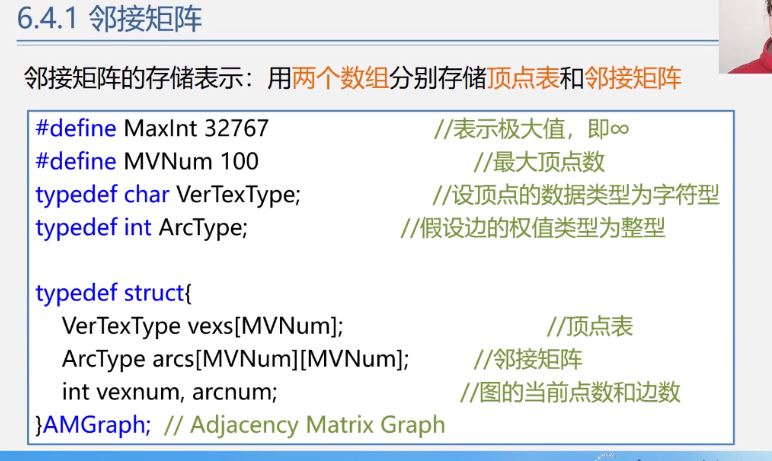 6.4.1 邻接矩阵
邻接矩阵的存储表示：用两个数组分别存储顶点表和邻接矩阵
#define MaxInt 32767 //表示极大值，即∞
#define MVNum 100 //最大顶点数
typedef char VerTexType; //设顶点的数据类型为字符型
typedef int ArcType; //假设边的权值类型为整型
typedef struct{
VerTexType vexs[MVNum]; //顶点表
ArcType arcs[MVNum][MVNum]; //邻接矩阵
int vexnum, arcnum; //图的当前点数和边数
}AMGraph; // Adjacency Matrix Graph